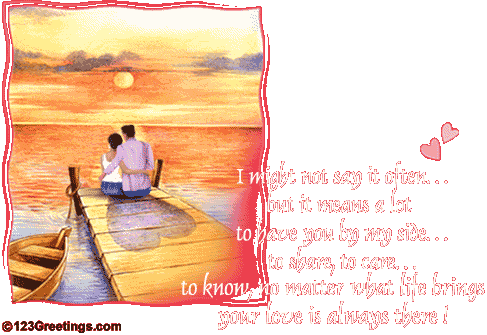 I might not say it often...
but it means a lot
to have you by my side...
to share, to care...
to know, no matter what life brings
your love is always there !
©123Greetings.com